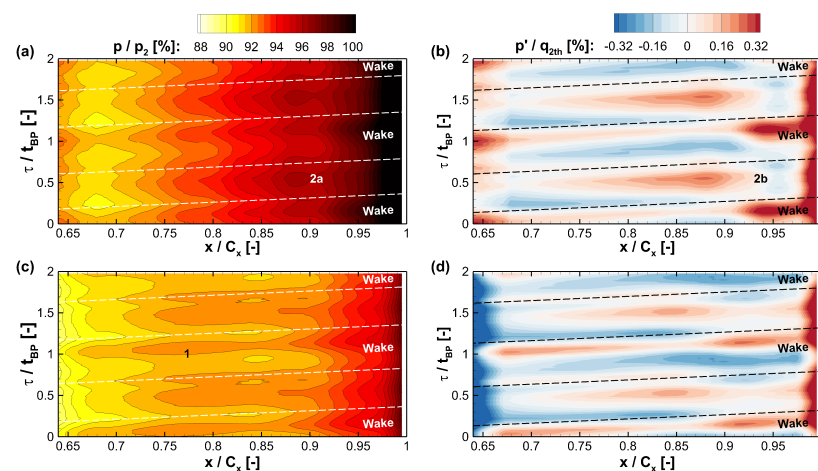 p / p2 [%]:
88 90 92 94 96 98 100
p' / q2th [%]:
-0.32 -0.16 0 0.16 0.32
(a)
2
1.5
1
0.5
0
τ / tBP [-]
Wake
Wake
2a
Wake
0.65 0.7 0.75 0.8 0.85 0.9 0.95 1
x / Cx [-]
(b)
2
1.5
1
0.5
0
τ / tBP [-]
Wake
Wake
2b
Wake
0.65 0.7 0.75 0.8 0.85 0.9 0.95
x / Cx [-]
(c)
2
1.5
1
0.5
0
τ / tBP [-]
Wake
1
Wake
Wake
0.65 0.7 0.75 0.8 0.85 0.9 0.95 1
x / Cx [-]
(d)
2
1.5
1
0.5
0
τ / tBP [-]
Wake
Wake
Wake
0.65 0.7 0.75 0.8 0.85 0.9 0.95
x / Cx [-]